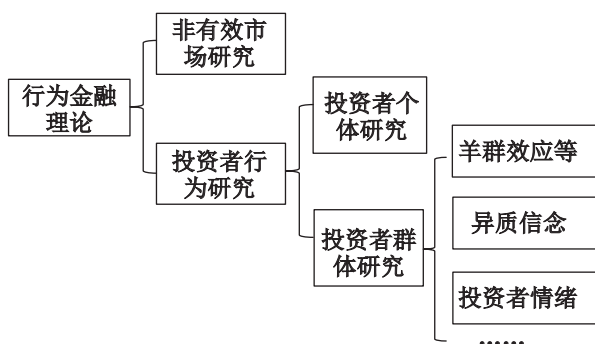 非有效市
场研究
行为金融
理论
投资者个
体研究
投资者行
为研究
羊群效应等
异质信念
投资者群
体研究
投资者情绪
……